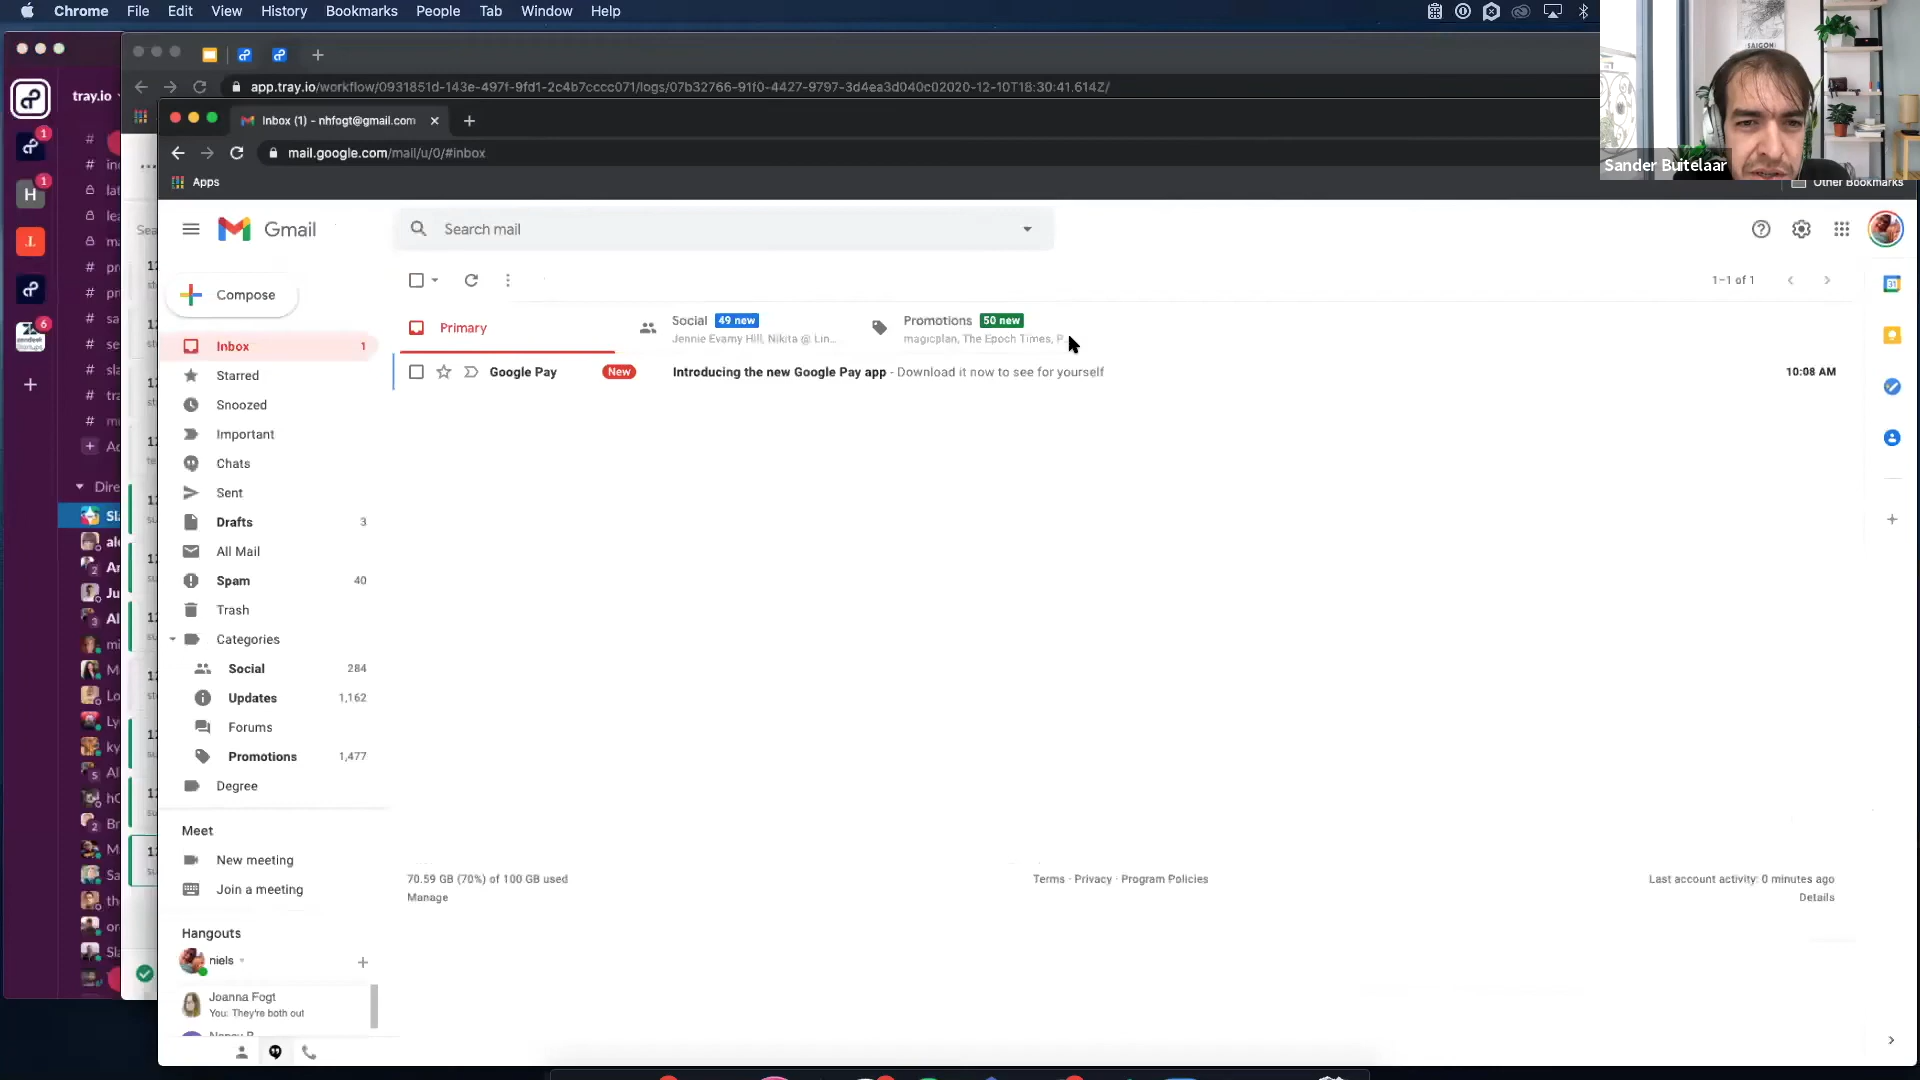 Chrome File Edit View History Bookmarks People Tab Window Help
tray.io
app.tray.io/workflow/0931851d-143e-497f-9fd1-2c4b7cccc071/logs/07b32766-91f0-4427-9797-3d4ea3d040c02020-12-10T18:30:41.614Z/
Inbox (1) - nhfogt@gmail.com
mail.google.com/mail/u/0/#inbox
Apps
Other Bookmarks
SAIGON
Sander Buitelaar
Gmail
Search mail
Compose
1–1 of 1
Primary
Social 49 new
Jennie Evamy Hill, Nikita @ Lin...
Promotions 50 new
magicplan, The Epoch Times, P
Inbox 1
Google Pay New Introducing the new Google Pay app - Download it now to see for yourself 10:08 AM
Starred
Snoozed
Important
Chats
Sent
Drafts 3
All Mail
Spam 40
Trash
Categories
Social 284
Updates 1,162
Forums
Promotions 1,477
Degree
Meet
New meeting
Join a meeting
Hangouts
niels
Joanna Fogt
You: They're both out
70.59 GB (70%) of 100 GB used
Manage
Terms · Privacy · Program Policies
Last account activity: 0 minutes ago
Details